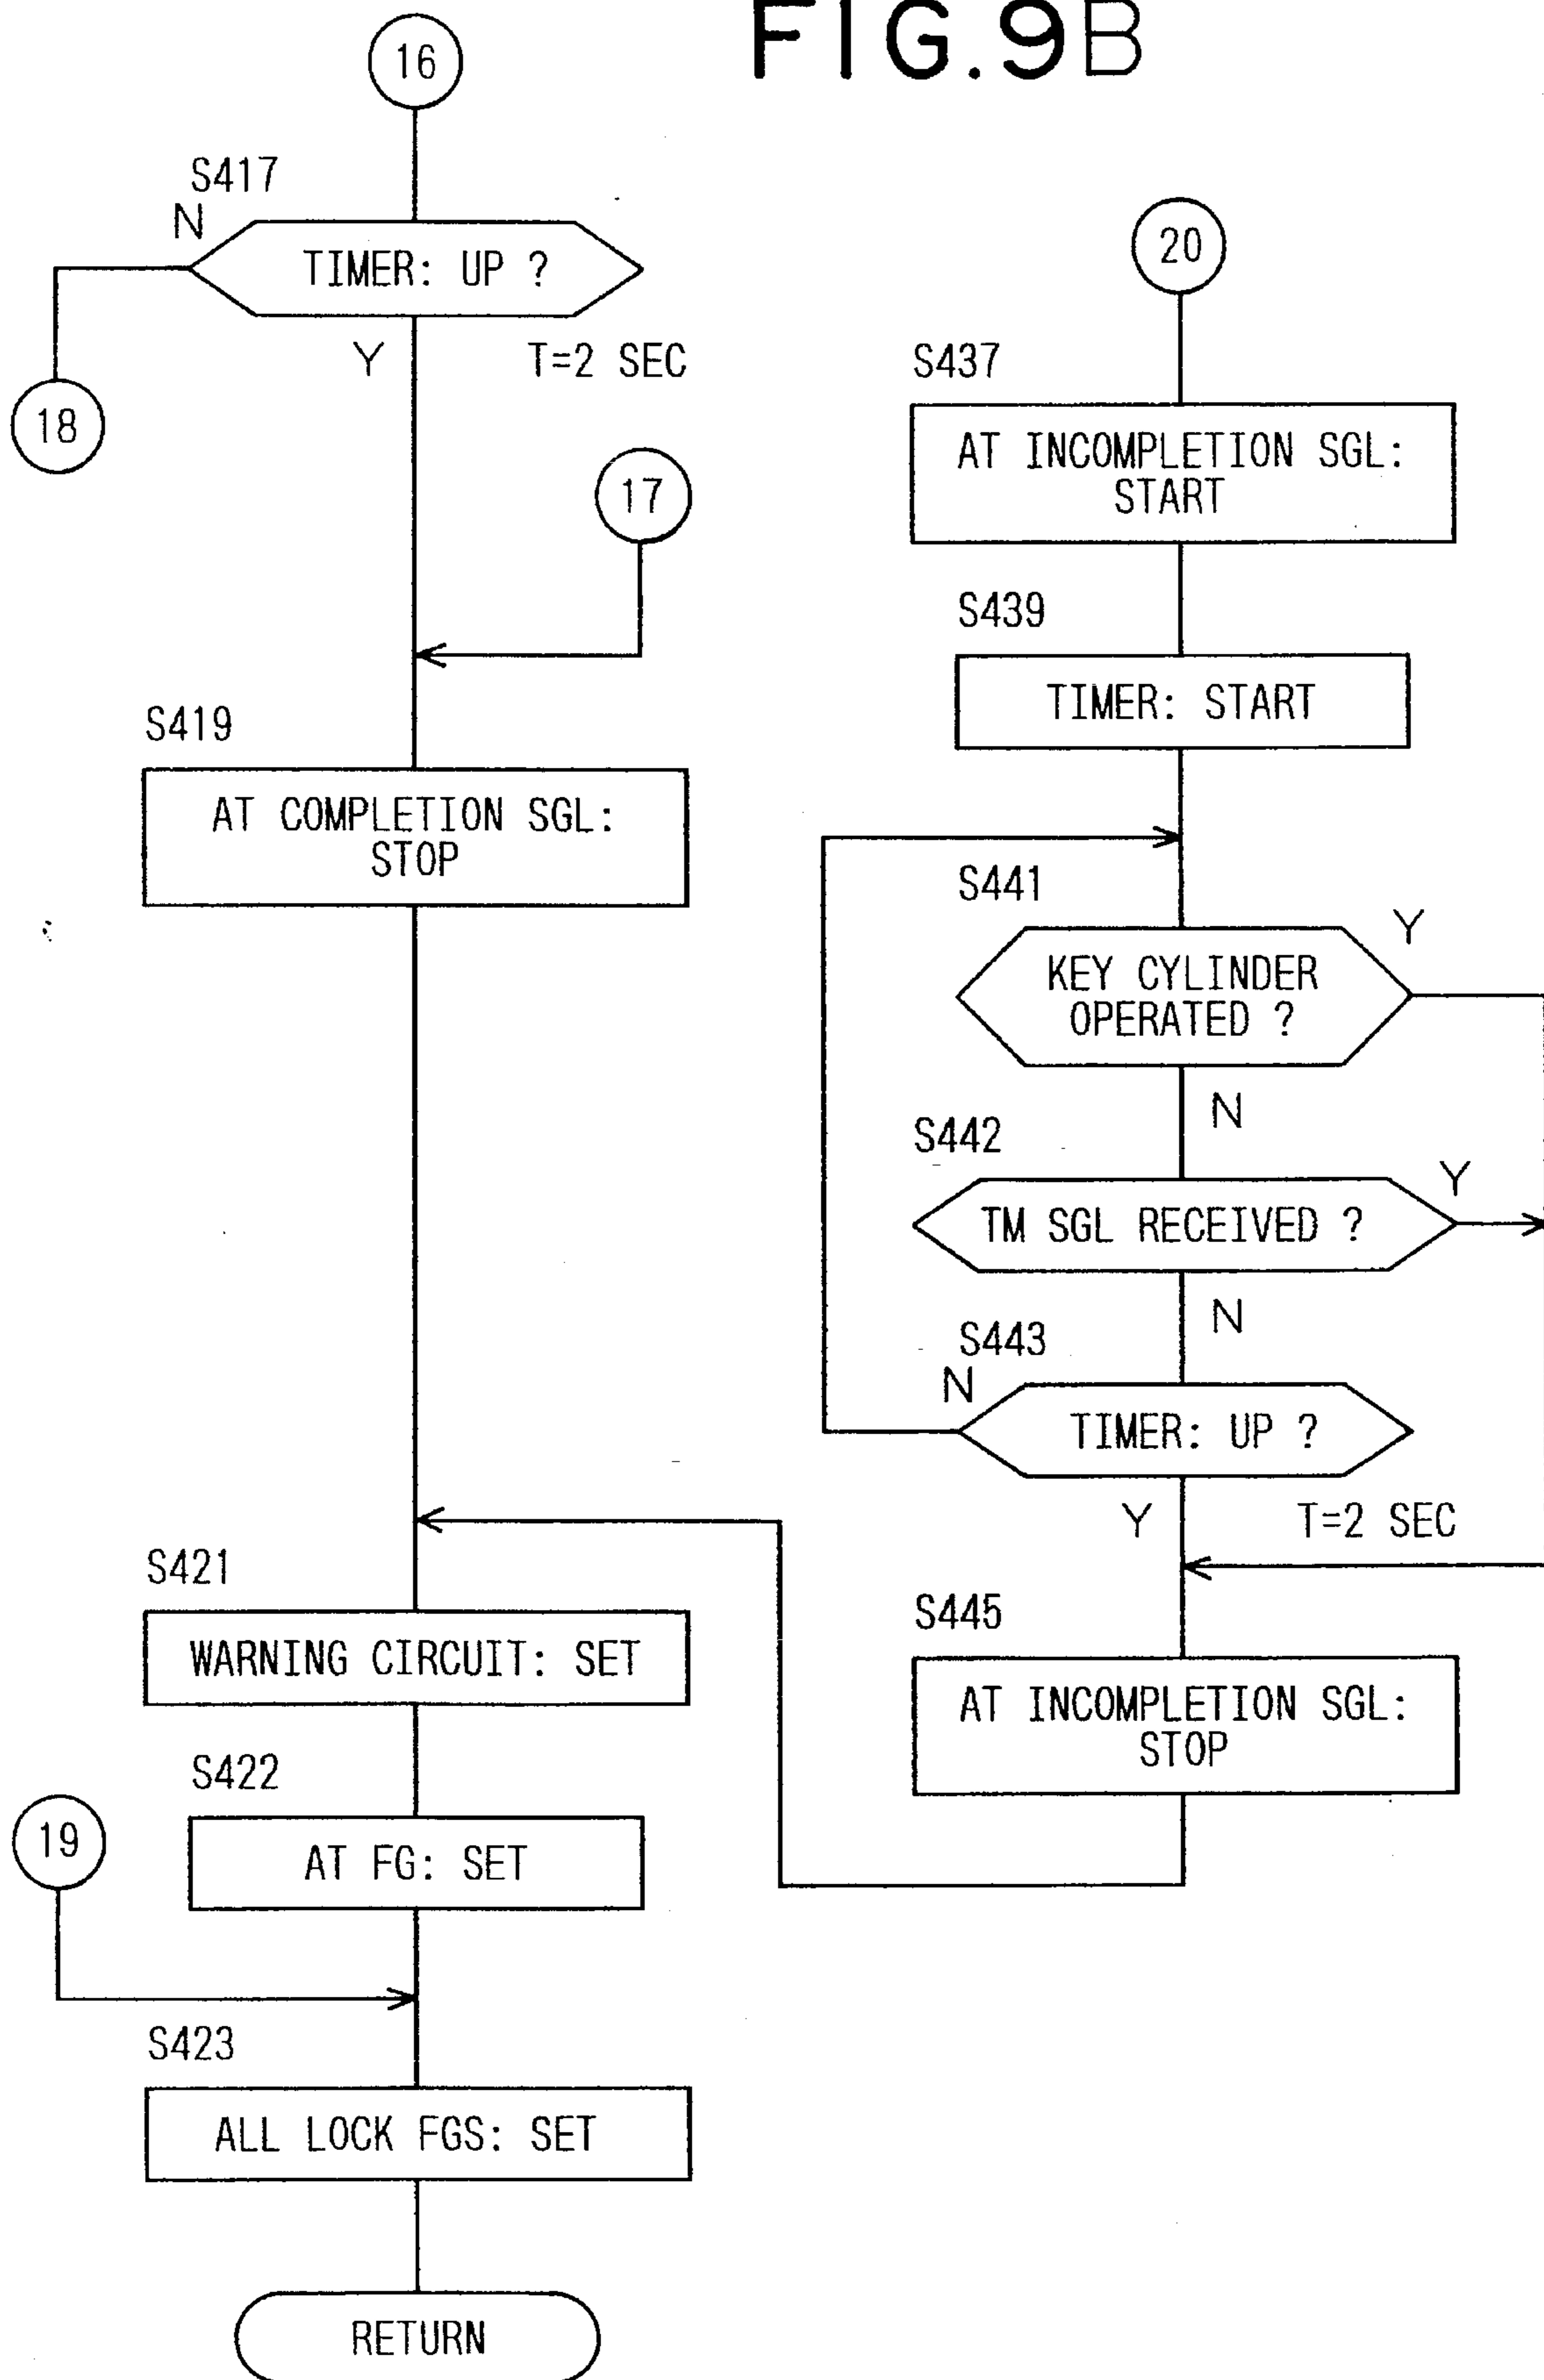 FIG.9B
16
S417
N
TIMER: UP ?
Y
T=2 SEC
18
17
S419
AT COMPLETION SGL:
STOP
S421
WARNING CIRCUIT: SET
S422
AT FG: SET
19
S423
ALL LOCK FGS: SET
RETURN
20
S437
AT INCOMPLETION SGL:
START
S439
TIMER: START
S441
Y
KEY CYLINDER
OPERATED ?
N
S442
Y
TM SGL RECEIVED ?
N
S443
N
TIMER: UP ?
Y
T=2 SEC
S445
AT INCOMPLETION SGL:
STOP